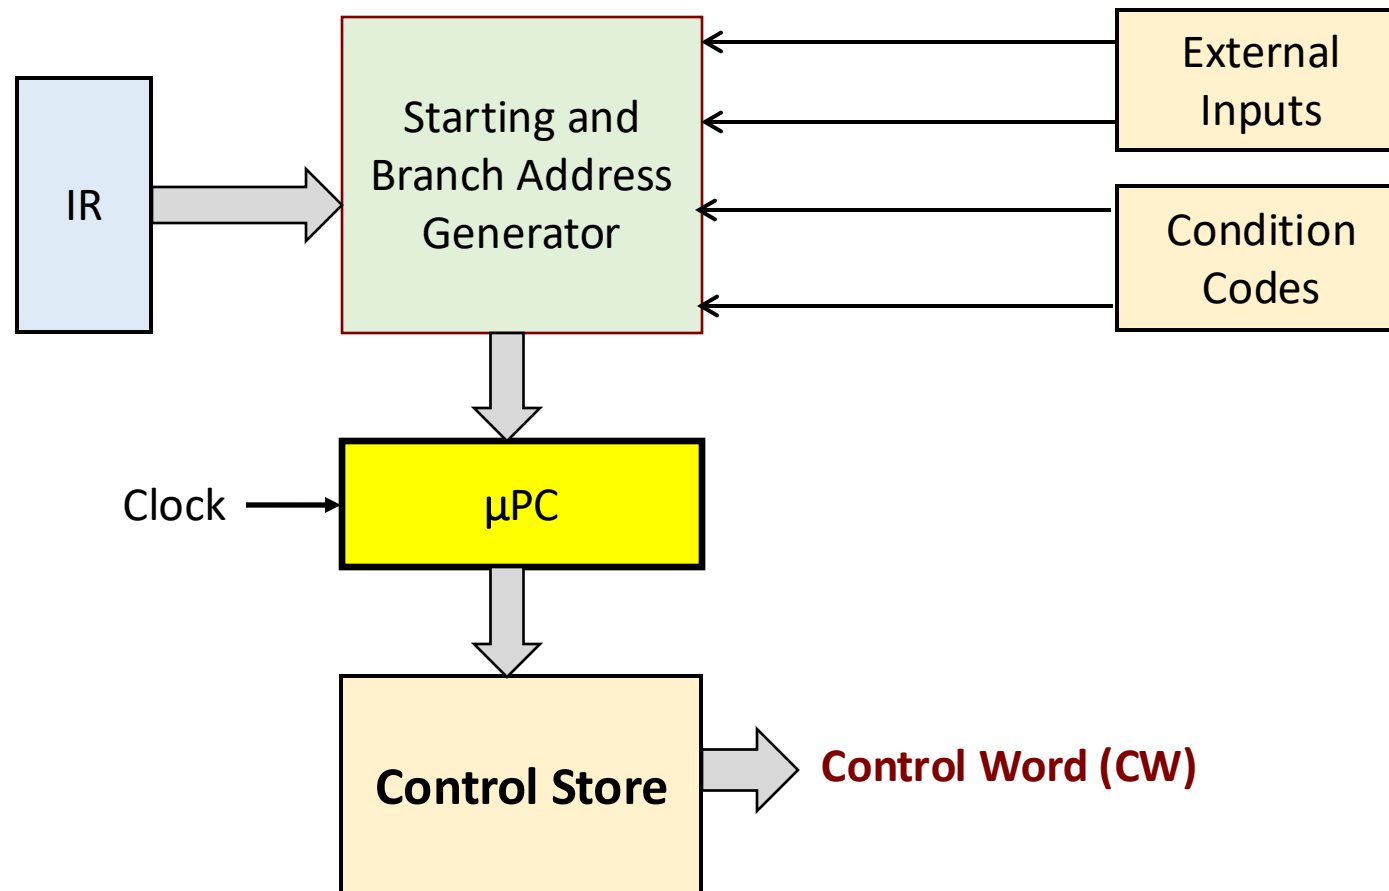 External
Inputs
Starting and
Branch Address
Generator
IR
Condition
Codes
Clock
μPC
Control Store
Control Word (CW)